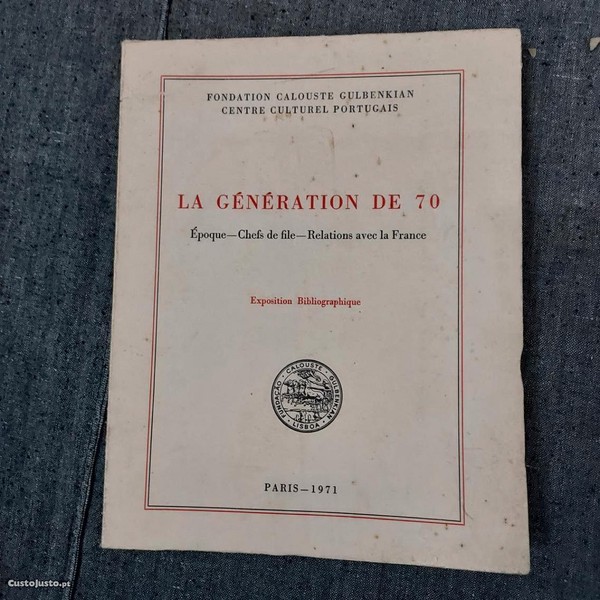 FONDATION CALOUSTE GULBENKIAN
CENTRE CULTUREL PORTUGAIS
LA GÉNÉRATION DE 70
Époque—Chefs de file—Relations avec la France
Exposition Bibliographique
FUNDAÇÃO · CALOUSTE · GULBENKIAN · LISBOA ·
PARIS—1971
CustoJusto.pt